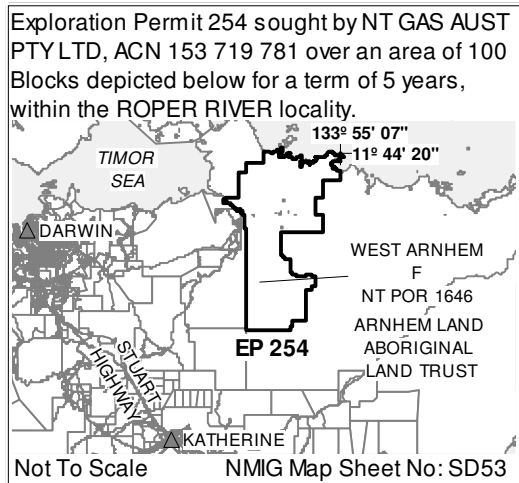 Exploration Permit 254 sought by NT GAS AUST
PTY LTD, ACN 153 719 781 over an area of 100
Blocks depicted below for a term of 5 years,
within the ROPER RIVER locality.
133º 55' 07"
11º 44' 20"
TIMOR
SEA
DARWIN
WEST ARNHEM
F
NT POR 1646
ARNHEM LAND
ABORIGINAL
LAND TRUST
EP 254
STUART
HIGHWAY
KATHERINE
Not To Scale
NMIG Map Sheet No: SD53